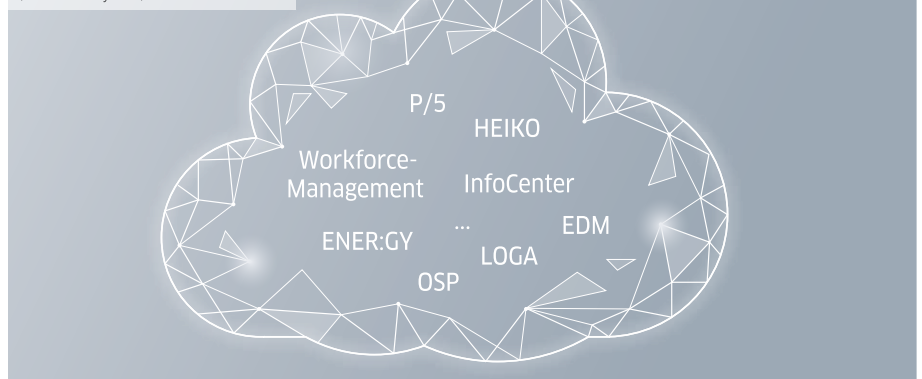 P/5
HEIKO
Workforce-
Management
InfoCenter
...
EDM
ENER:GY
LOGA
OSP